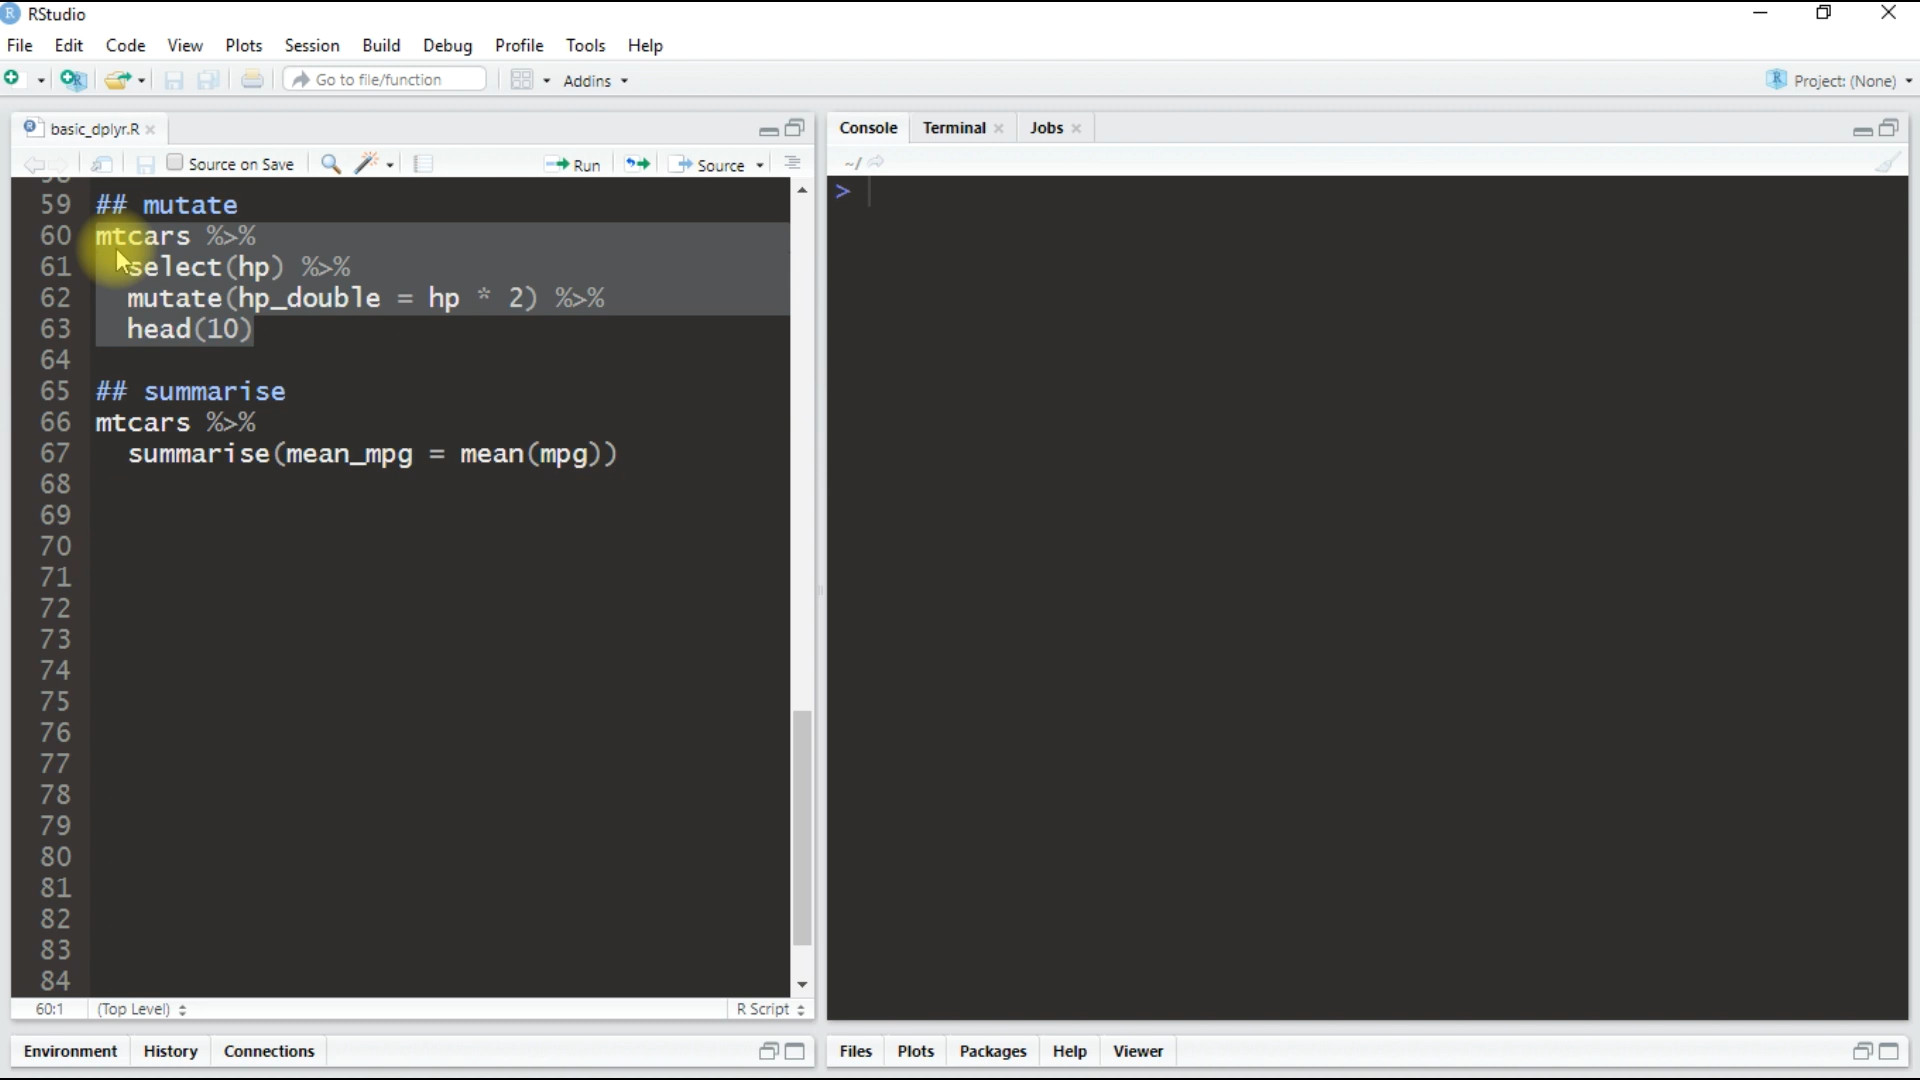 RStudio
File Edit Code View Plots Session Build Debug Profile Tools Help
Go to file/function Addins Project: (None)
basic_dplyr.R
Source on Save Run Source
59 ## mutate
60 mtcars %>%
61 select(hp) %>%
62 mutate(hp_double = hp * 2) %>%
63 head(10)
64
65 ## summarise
66 mtcars %>%
67 summarise(mean_mpg = mean(mpg))
68
69
70
71
72
73
74
75
76
77
78
79
80
81
82
83
84
60:1 (Top Level) R Script
Environment History Connections
Console Terminal Jobs
~/
>
Files Plots Packages Help Viewer